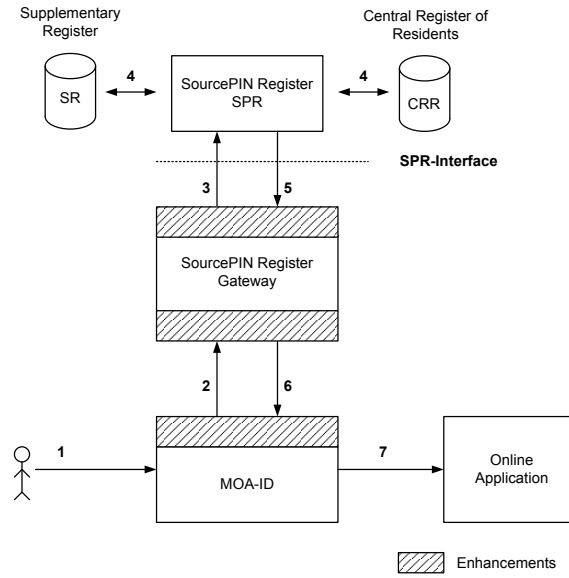 Supplementary
Register
Central Register of
Residents
4
4
SR
SourcePIN Register
SPR
CRR
SPR-Interface
3
5
SourcePIN Register
Gateway
2
6
1
7
MOA-ID
Online
Application
Enhancements